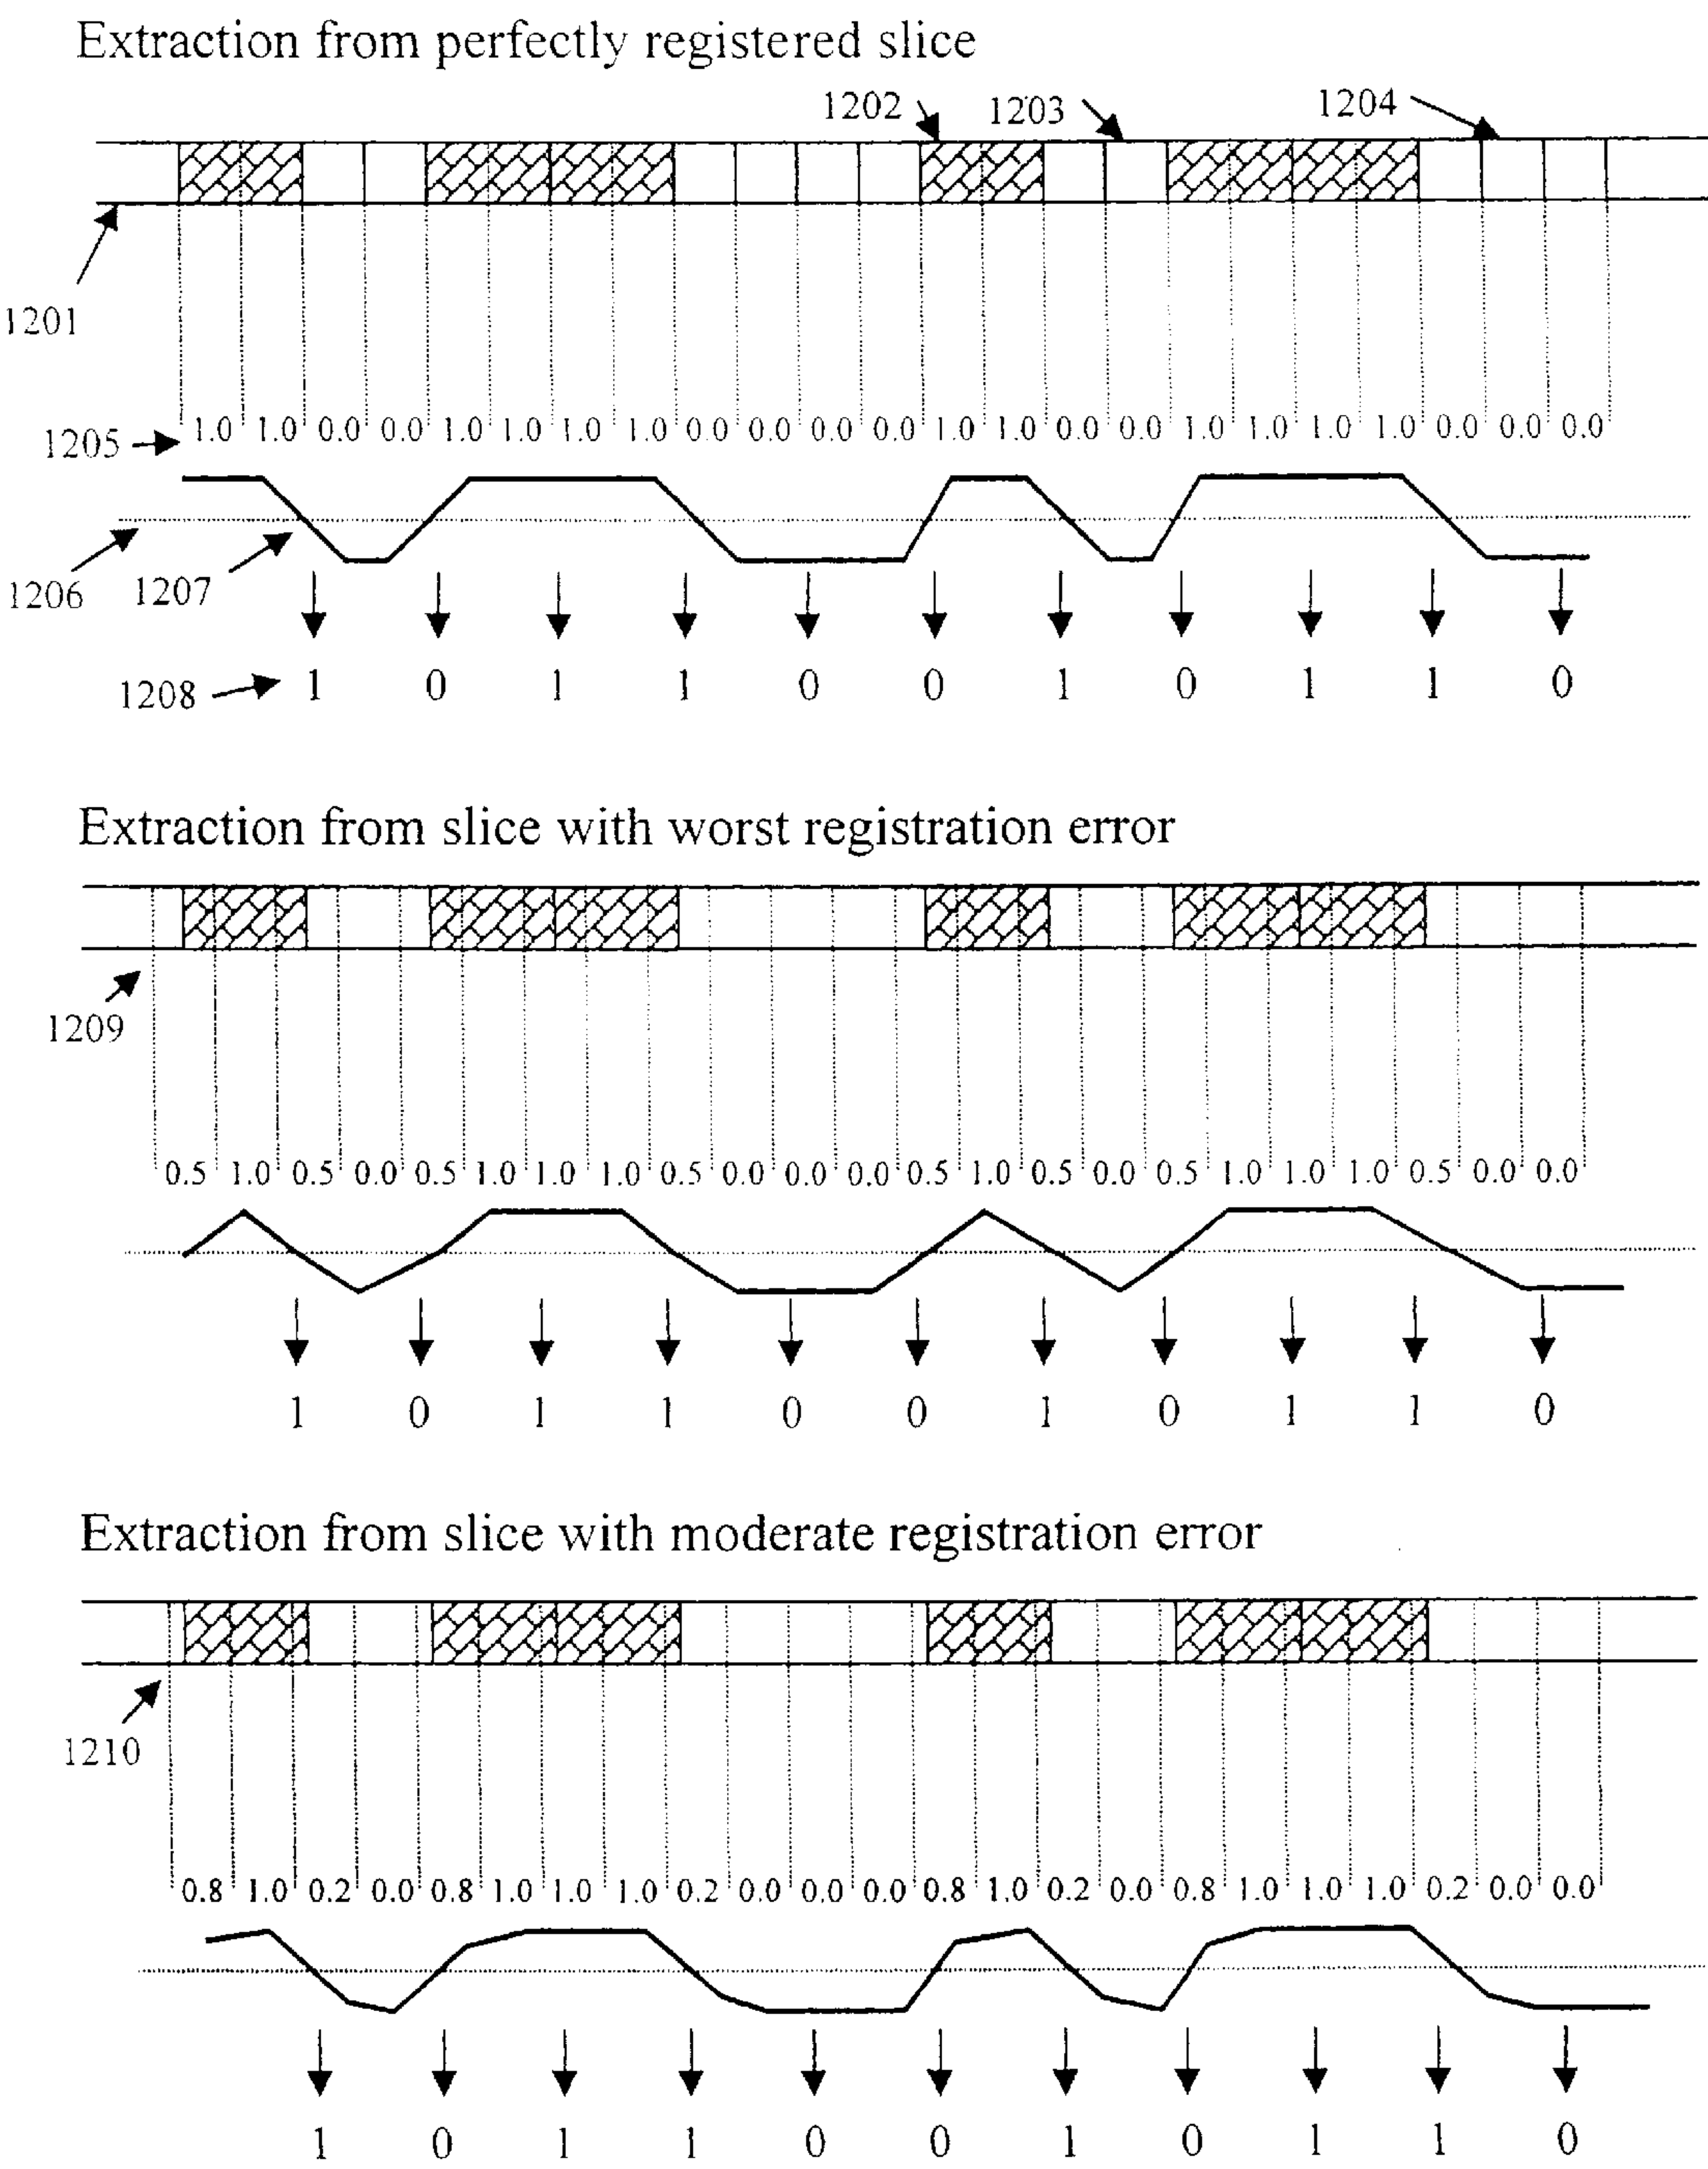 Extraction from perfectly registered slice
1202 1203 1204
1201
1205 1.0 1.0 0.0 0.0 1.0 1.0 1.0 1.0 0.0 0.0 0.0 0.0 1.0 1.0 0.0 0.0 1.0 1.0 1.0 1.0 0.0 0.0 0.0
1206 1207
1208 1 0 1 1 0 0 1 0 1 1 0
Extraction from slice with worst registration error
1209
0.5 1.0 0.5 0.0 0.5 1.0 1.0 1.0 0.5 0.0 0.0 0.0 0.5 1.0 0.5 0.0 0.5 1.0 1.0 1.0 0.5 0.0 0.0
1 0 1 1 0 0 1 0 1 1 0
Extraction from slice with moderate registration error
1210
0.8 1.0 0.2 0.0 0.8 1.0 1.0 1.0 0.2 0.0 0.0 0.0 0.8 1.0 0.2 0.0 0.8 1.0 1.0 1.0 0.2 0.0 0.0
1 0 1 1 0 0 1 0 1 1 0